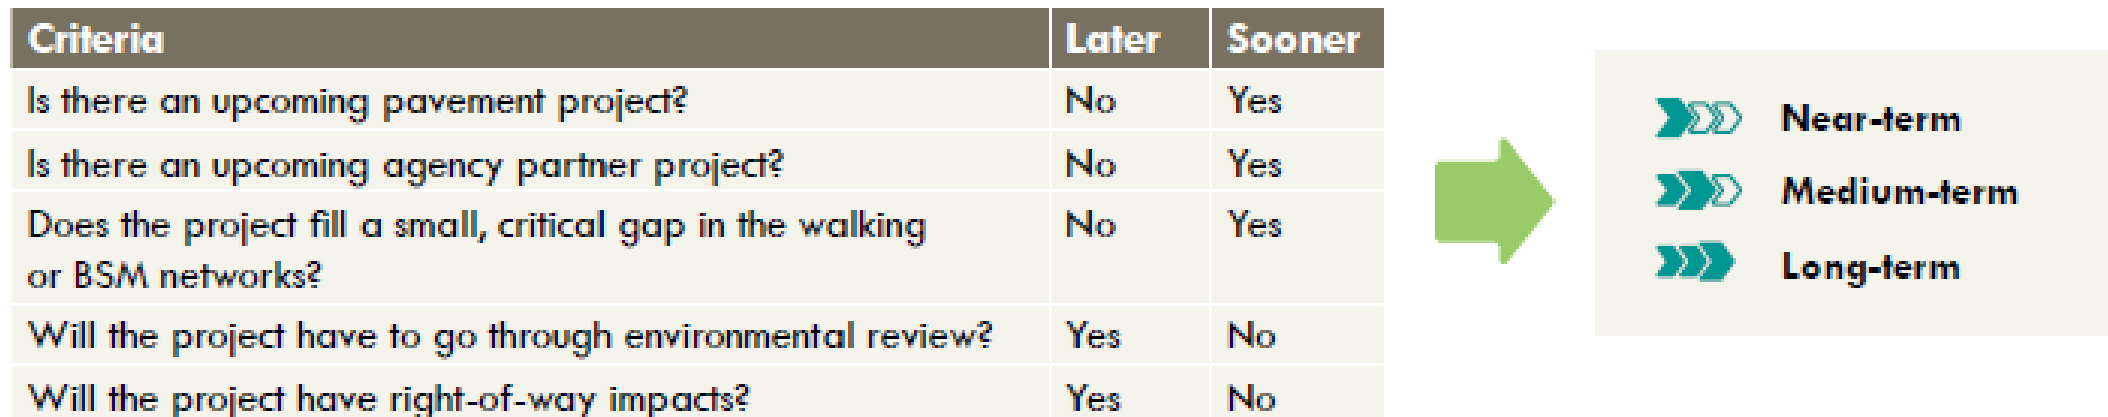 Criteria Later Sooner
Is there an upcoming pavement project? No Yes
Is there an upcoming agency partner project? No Yes
Does the project fill a small, critical gap in the walking No Yes
or BSM networks?
Will the project have to go through environmental review? Yes No
Will the project have right-of-way impacts? Yes No
Near-term
Medium-term
Long-term